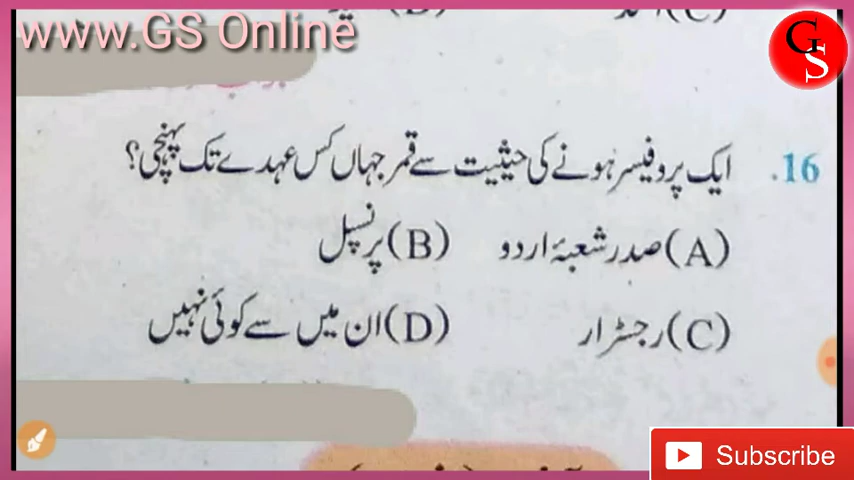 www.GS Online
GS
16. ایک پروفیسر ہونے کی حیثیت سے قمر جہاں کس عہدے تک پہنچی؟
(A) صدر شعبۂ اردو (B) پرنسپل
(C) رجسٹرار (D) ان میں سے کوئی نہیں
Subscribe